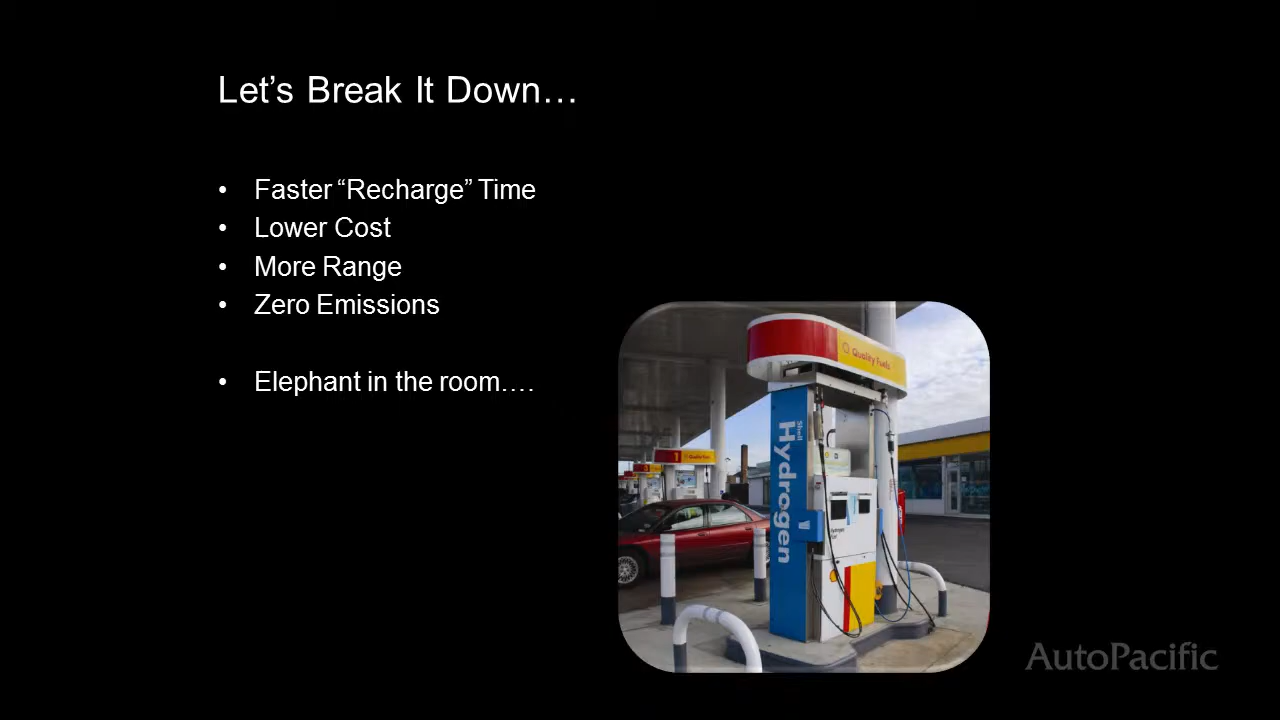 Let’s Break It Down…
• Faster “Recharge” Time
• Lower Cost
• More Range
• Zero Emissions
• Elephant in the room….
Quality Fuels
1
Shell
Hydrogen
AutoPacific